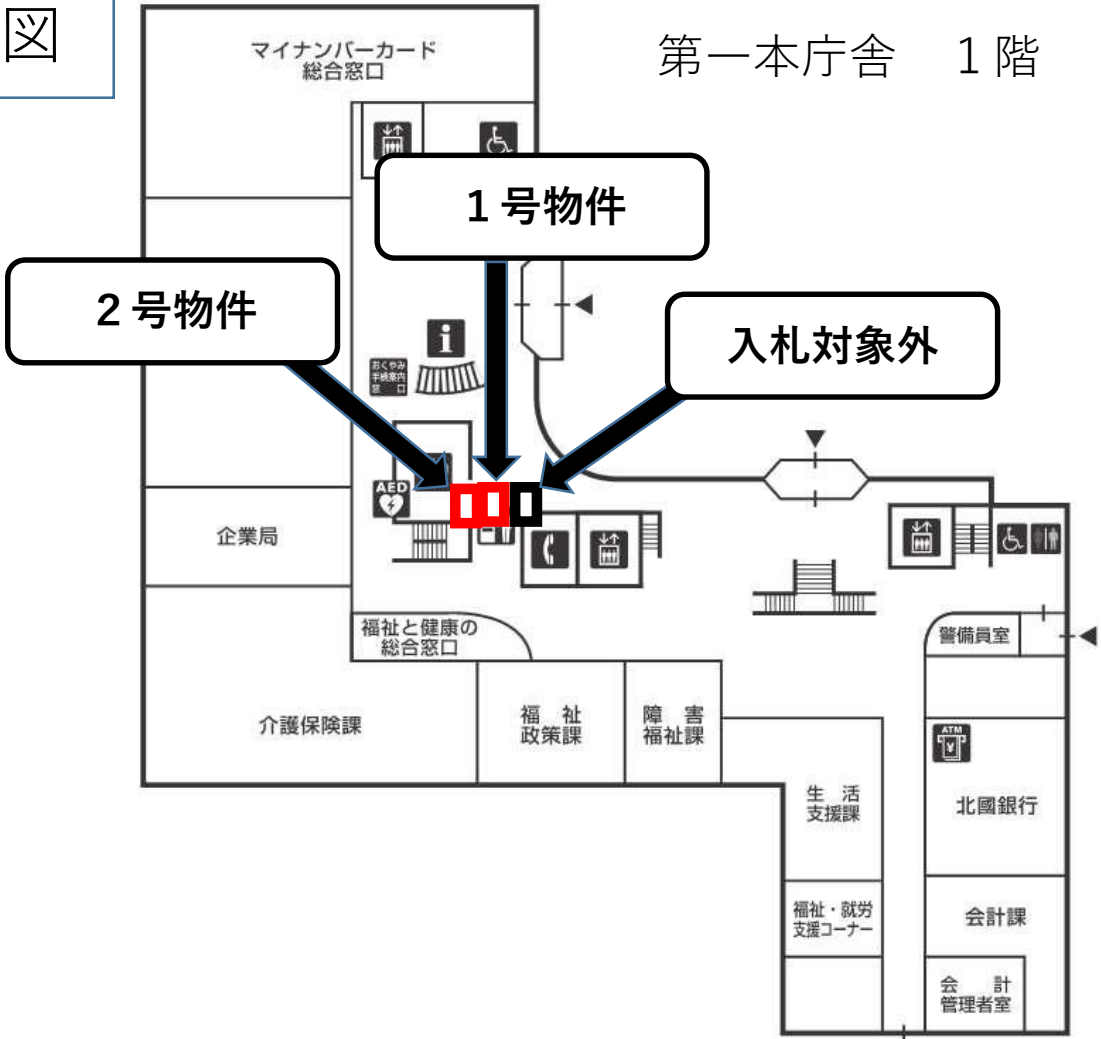 図
第一本庁舎　１階
マイナンバーカード
総合窓口
１号物件
２号物件
入札対象外
おくやみ
手続案内
窓　口
AED
企業局
福祉と健康の
総合窓口
警備員室
介護保険課
福　祉
政策課
障　害
福祉課
ATM
生　活
支援課
北國銀行
福祉・就労
支援コーナー
会計課
会　計
管理者室